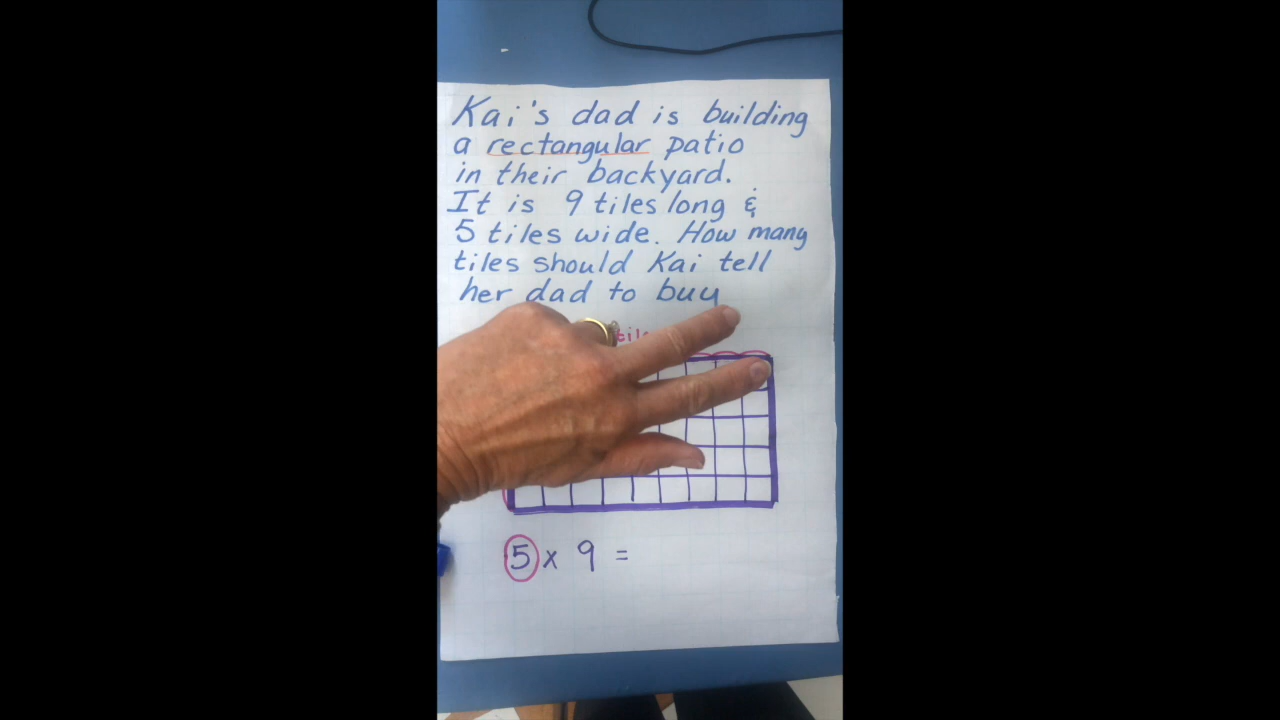 Kai's dad is building
a rectangular patio
in their backyard.
It is 9 tiles long &
5 tiles wide. How many
tiles should Kai tell
her dad to buy
5 x 9 =